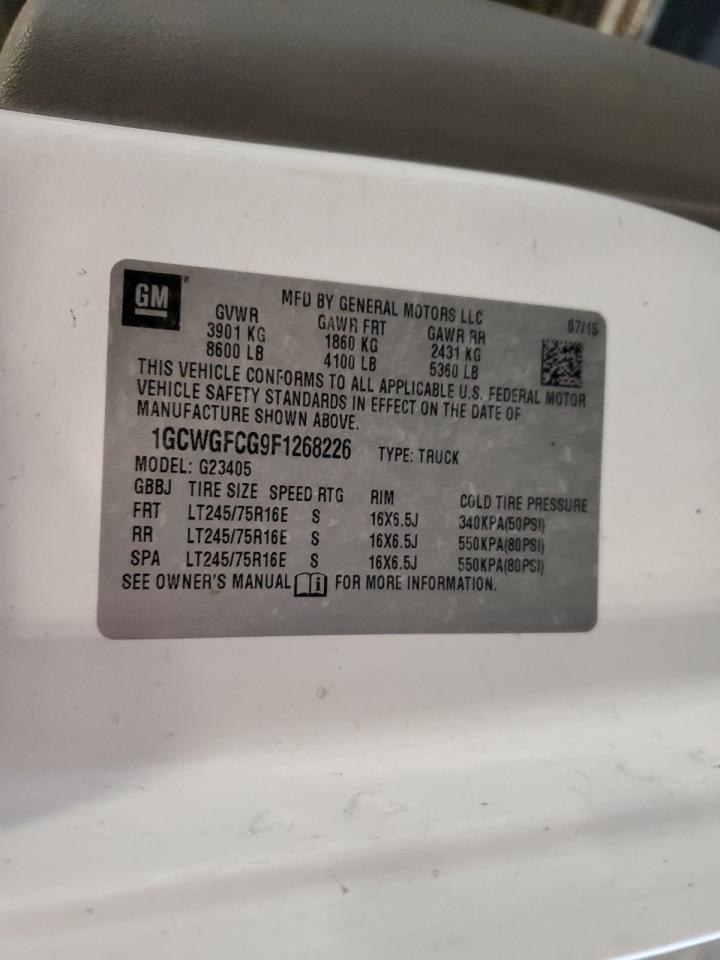 GM
MFD BY GENERAL MOTORS LLC
07/15
GVWR GAWR FRT GAWR RR
3901 KG 1860 KG 2431 KG
8600 LB 4100 LB 5360 LB
THIS VEHICLE CONFORMS TO ALL APPLICABLE U.S. FEDERAL MOTOR
VEHICLE SAFETY STANDARDS IN EFFECT ON THE DATE OF
MANUFACTURE SHOWN ABOVE.
1GCWGFCG9F1268226 TYPE: TRUCK
MODEL: G23405
GBBJ TIRE SIZE SPEED RTG RIM COLD TIRE PRESSURE
FRT LT245/75R16E S 16X6.5J 340KPA(50PSI)
RR LT245/75R16E S 16X6.5J 550KPA(80PSI)
SPA LT245/75R16E S 16X6.5J 550KPA(80PSI)
SEE OWNER'S MANUAL FOR MORE INFORMATION.